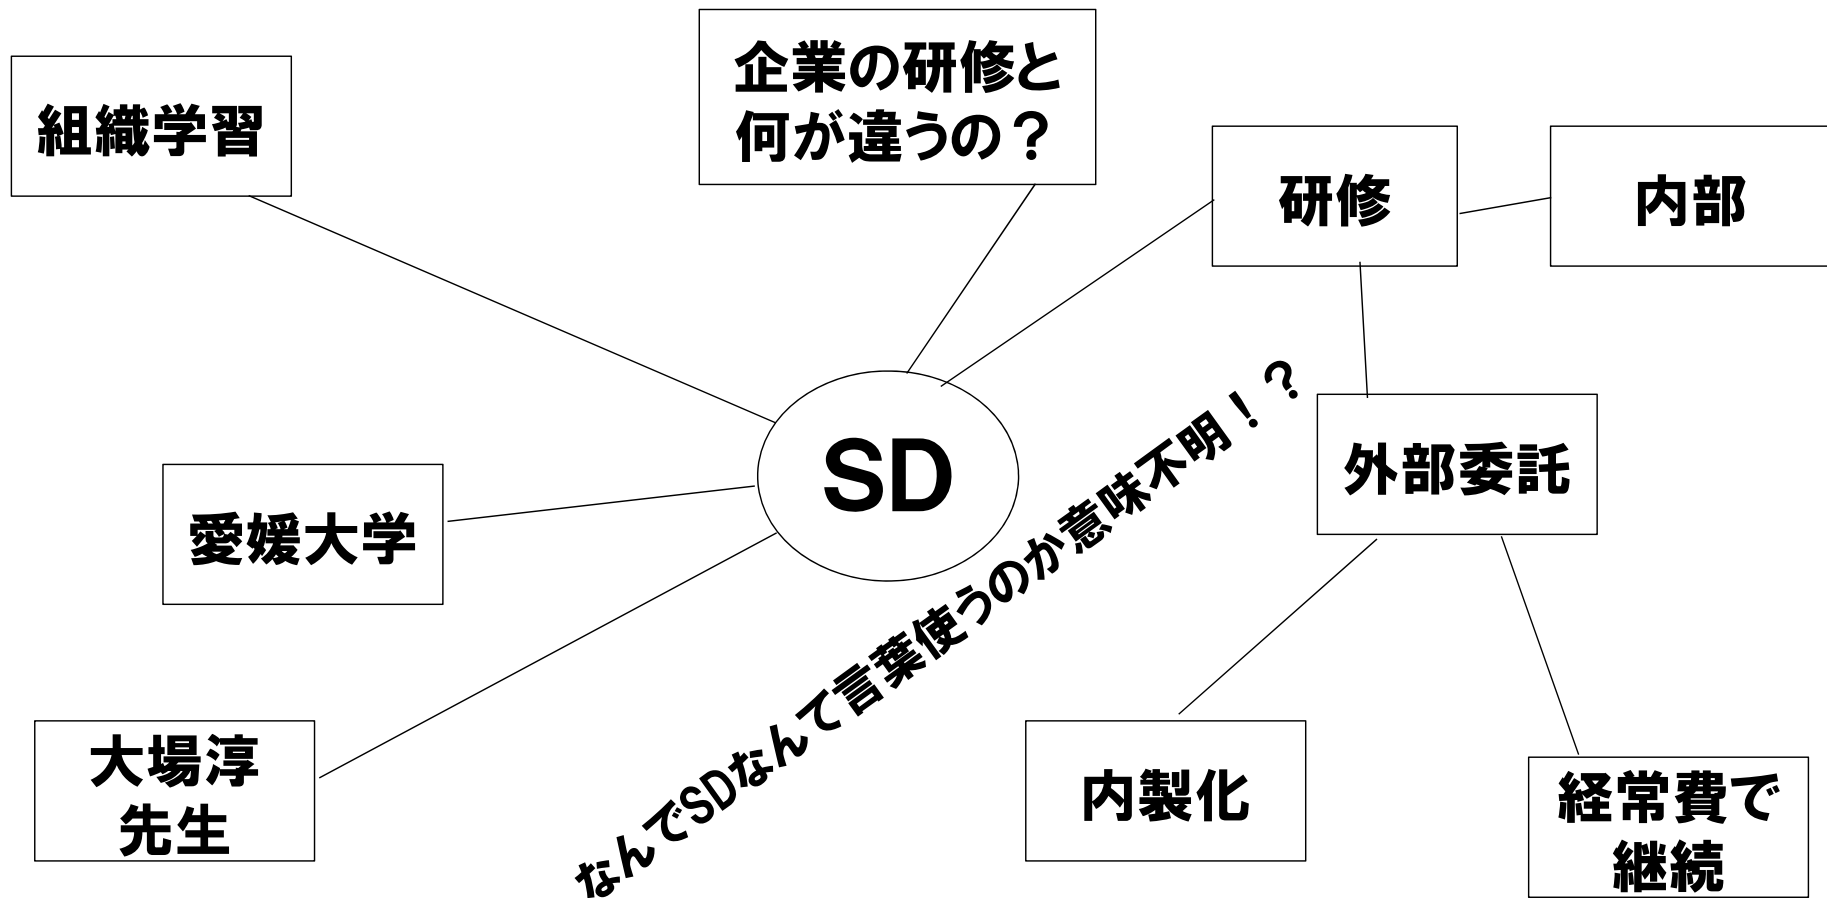 企業の研修と
何が違うの？
組織学習
研修
内部
SD
なんでSDなんて言葉使うのか意味不明！？
外部委託
愛媛大学
大場淳
先生
内製化
経常費で
継続